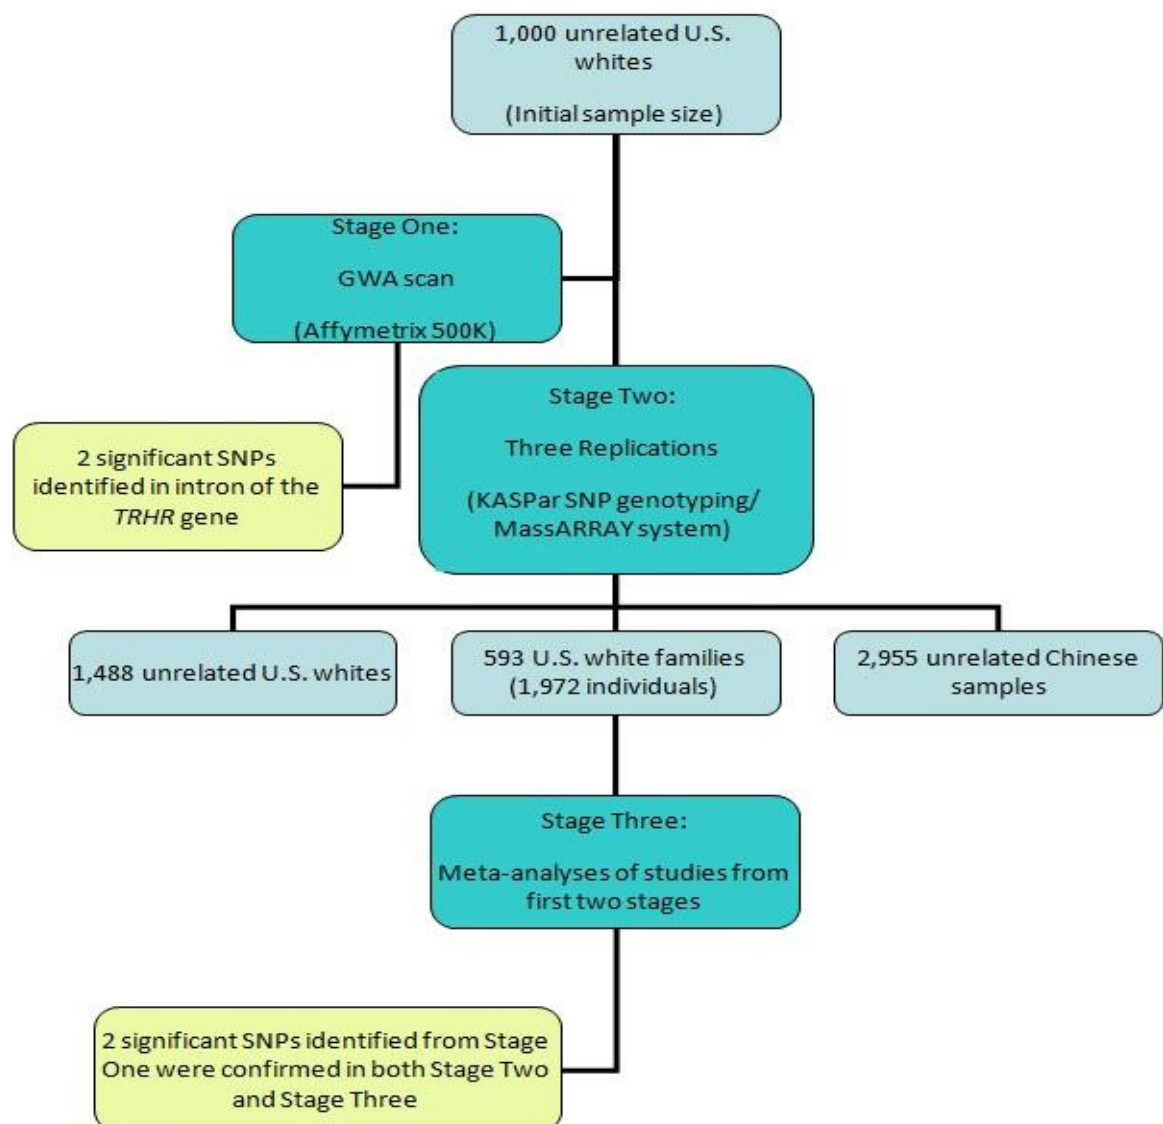 1,000 unrelated U.S.
whites
(Initial sample size)
Stage One:
GWA scan
(Affymetrix 500K)
Stage Two:
Three Replications
(KASPar SNP genotyping/
MassARRAY system)
2 significant SNPs
identified in intron of the
TRHR gene
1,488 unrelated U.S. whites
593 U.S. white families
(1,972 individuals)
2,955 unrelated Chinese
samples
Stage Three:
Meta-analyses of studies from
first two stages
2 significant SNPs identified from Stage
One were confirmed in both Stage Two
and Stage Three